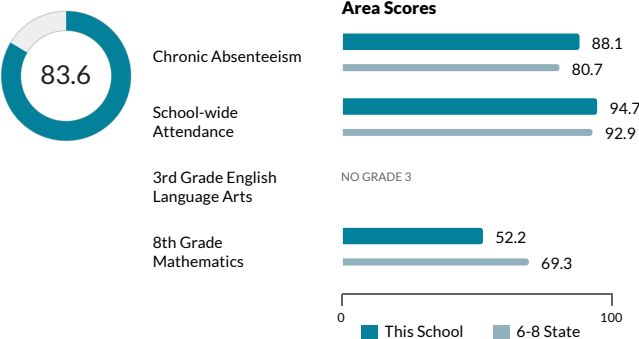 Area Scores
83.6
Chronic Absenteeism
88.1
80.7
School-wide
Attendance
94.7
92.9
3rd Grade English
Language Arts
NO GRADE 3
8th Grade
Mathematics
52.2
69.3
0
100
This School
6-8 State